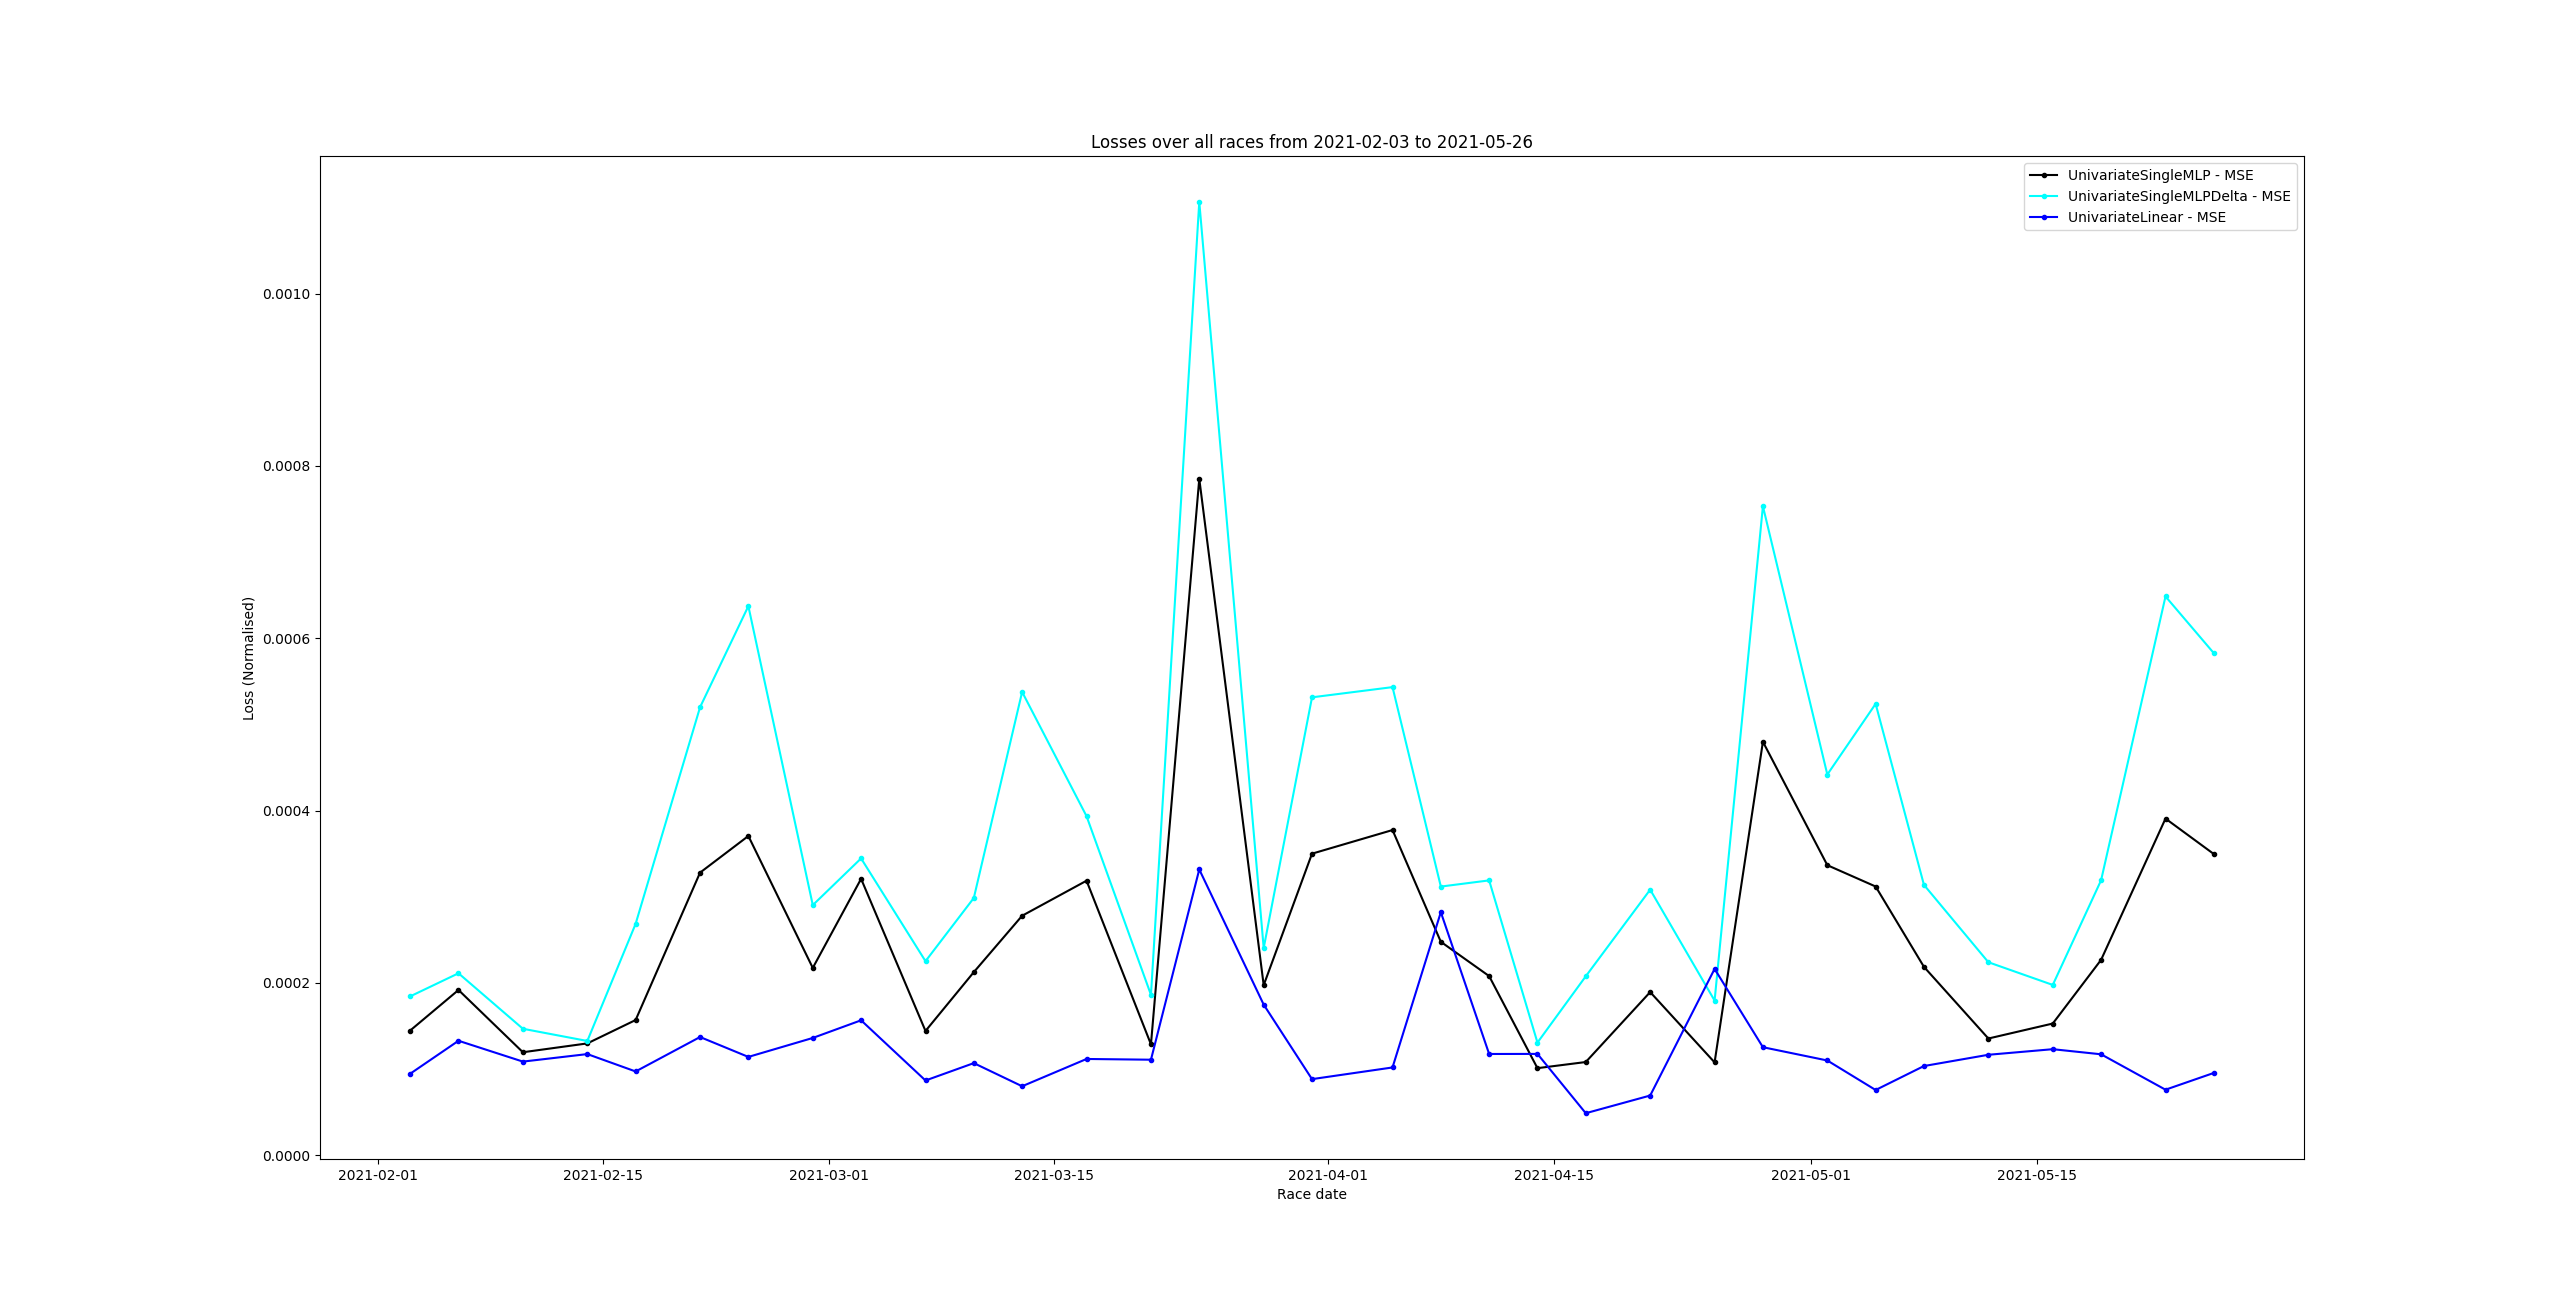 Losses over all races from 2021-02-03 to 2021-05-26
UnivariateSingleMLP - MSE
UnivariateSingleMLPDelta - MSE
UnivariateLinear - MSE
0.0010
0.0008
0.0006
0.0004
0.0002
0.0000
Loss (Normalised)
2021-02-01 2021-02-15 2021-03-01 2021-03-15 2021-04-01 2021-04-15 2021-05-01 2021-05-15
Race date